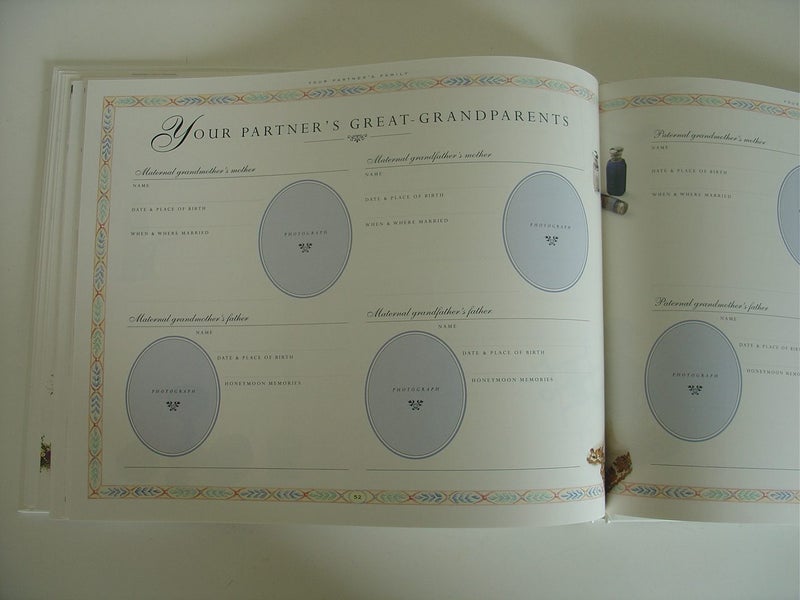 YOUR PARTNER'S FAMILY
YOUR PARTNER'S GREAT-GRANDPARENTS
Maternal grandmother's mother
NAME
DATE & PLACE OF BIRTH
WHEN & WHERE MARRIED
PHOTOGRAPH
Maternal grandfather's mother
NAME
DATE & PLACE OF BIRTH
WHEN & WHERE MARRIED
PHOTOGRAPH
Maternal grandmother's father
NAME
DATE & PLACE OF BIRTH
HONEYMOON MEMORIES
PHOTOGRAPH
Maternal grandfather's father
NAME
DATE & PLACE OF BIRTH
HONEYMOON MEMORIES
PHOTOGRAPH
52
Paternal grandmother's mother
NAME
DATE & PLACE OF BIRTH
WHEN & WHERE MARRIED
Paternal grandmother's father
NAME
DATE & PLACE OF
HONEYMOON
PHOTOGRAPH